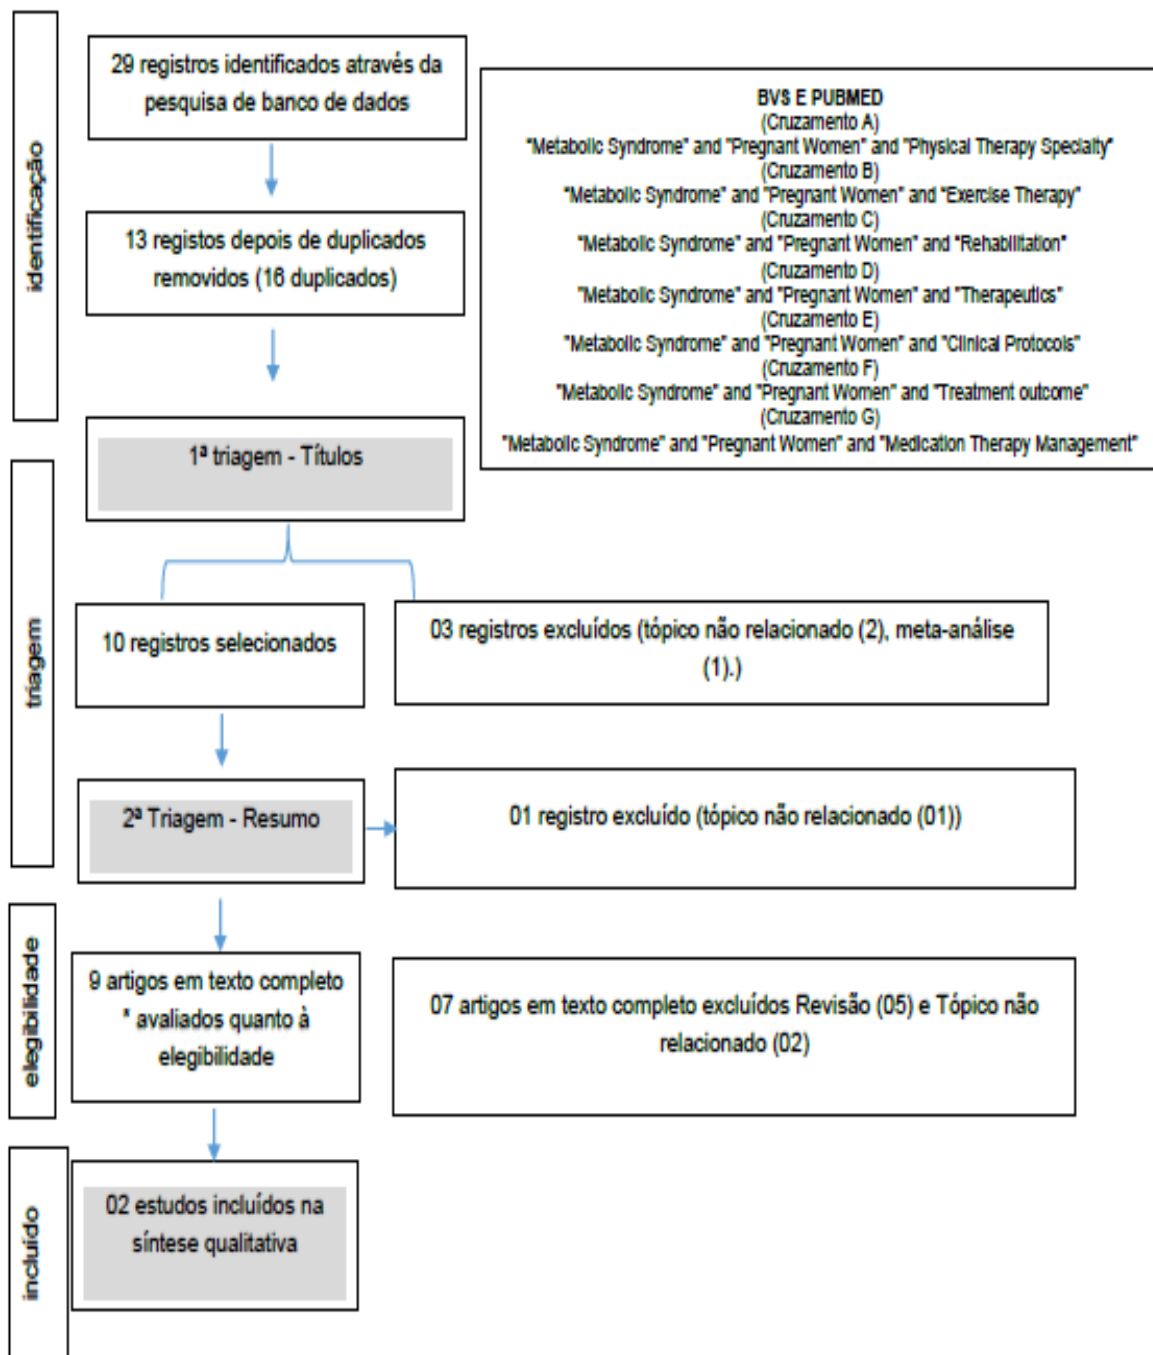 identificação
29 registros identificados através da
pesquisa de banco de dados
13 registos depois de duplicados
removidos (16 duplicados)
BVS E PUBMED
(Cruzamento A)
"Metabolic Syndrome" and "Pregnant Women" and "Physical Therapy Specialty"
(Cruzamento B)
"Metabolic Syndrome" and "Pregnant Women" and "Exercise Therapy"
(Cruzamento C)
"Metabolic Syndrome" and "Pregnant Women" and "Rehabilitation"
(Cruzamento D)
"Metabolic Syndrome" and "Pregnant Women" and "Therapeutics"
(Cruzamento E)
"Metabolic Syndrome" and "Pregnant Women" and "Clinical Protocols"
(Cruzamento F)
"Metabolic Syndrome" and "Pregnant Women" and "Treatment outcome"
(Cruzamento G)
"Metabolic Syndrome" and "Pregnant Women" and "Medication Therapy Management"
triagem
1ª triagem - Títulos
10 registros selecionados
03 registros excluídos (tópico não relacionado (2), meta-análise
(1).)
2ª Triagem - Resumo
01 registro excluído (tópico não relacionado (01))
elegibilidade
9 artigos em texto completo
* avaliados quanto à
elegibilidade
07 artigos em texto completo excluídos Revisão (05) e Tópico não
relacionado (02)
incluído
02 estudos incluídos na
síntese qualitativa